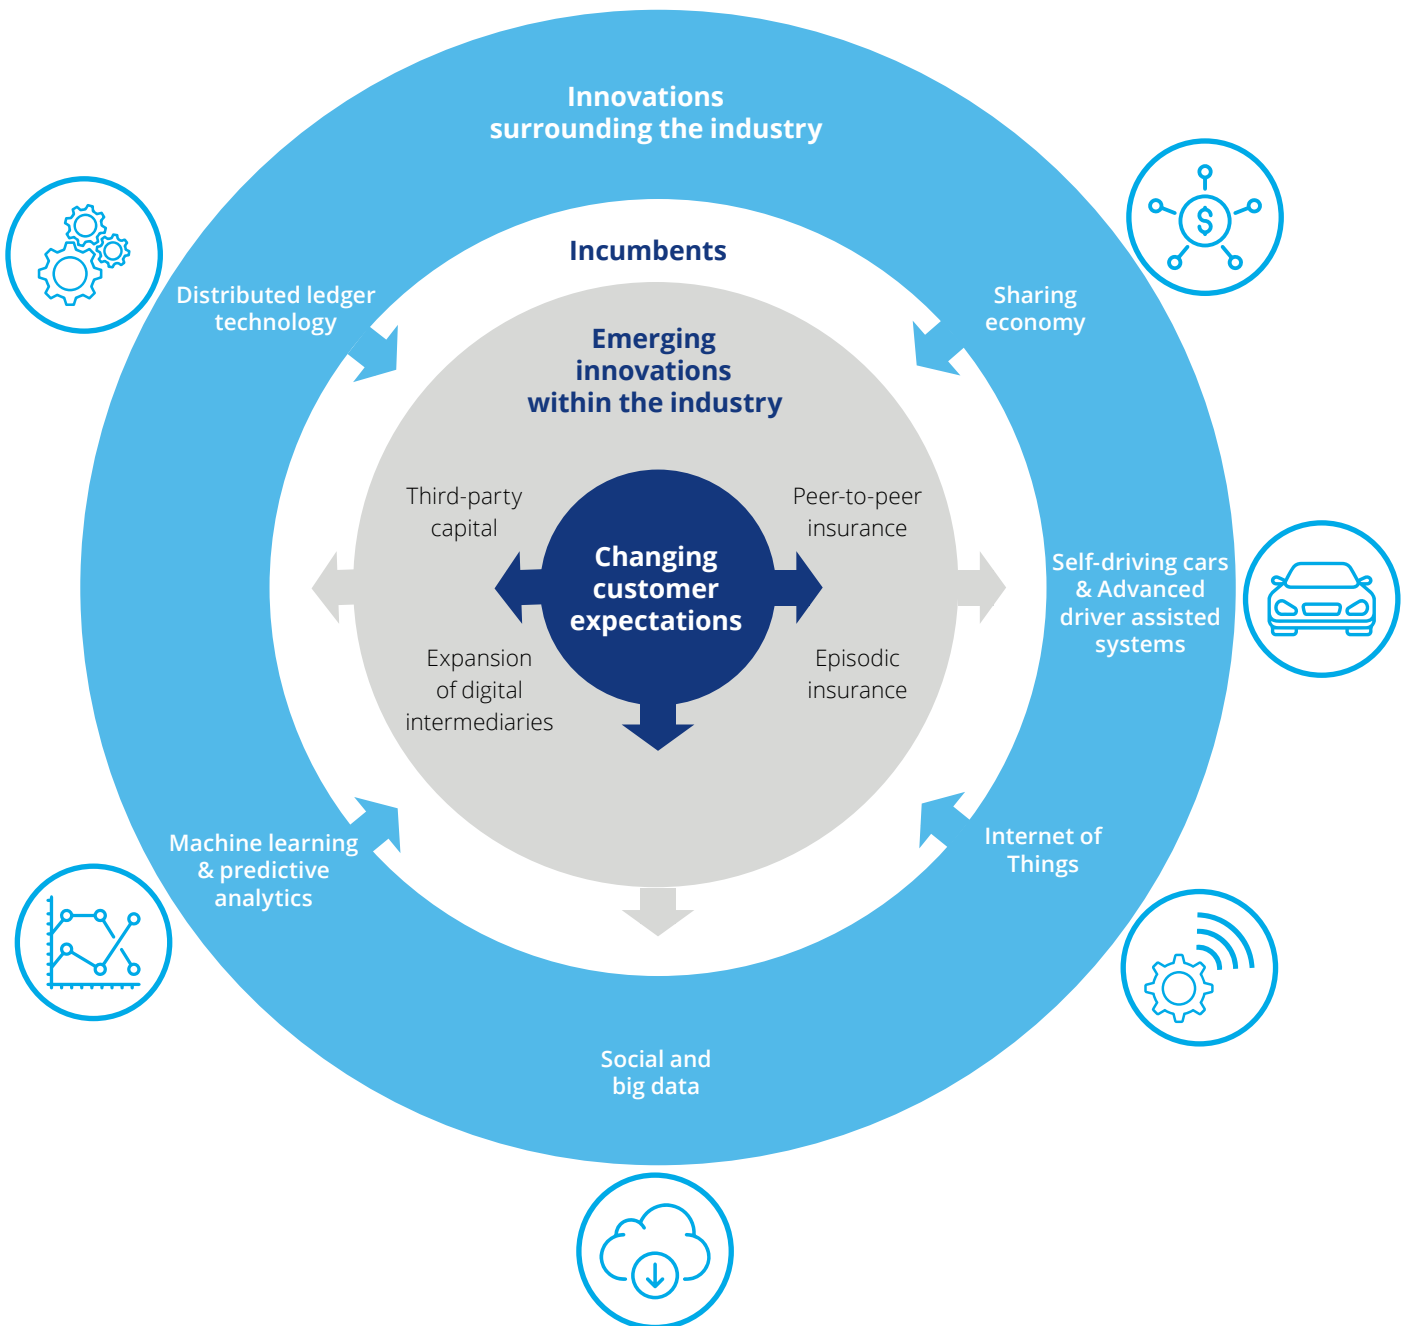 Innovations
surrounding the industry
Incumbents
Distributed ledger
technology
Sharing
economy
Emerging
innovations
within the industry
Third-party
capital
Peer-to-peer
insurance
Changing
customer
expectations
Self-driving cars
& Advanced
driver assisted
systems
Expansion
of digital
intermediaries
Episodic
insurance
Machine learning
& predictive
analytics
Internet of
Things
Social and
big data
$